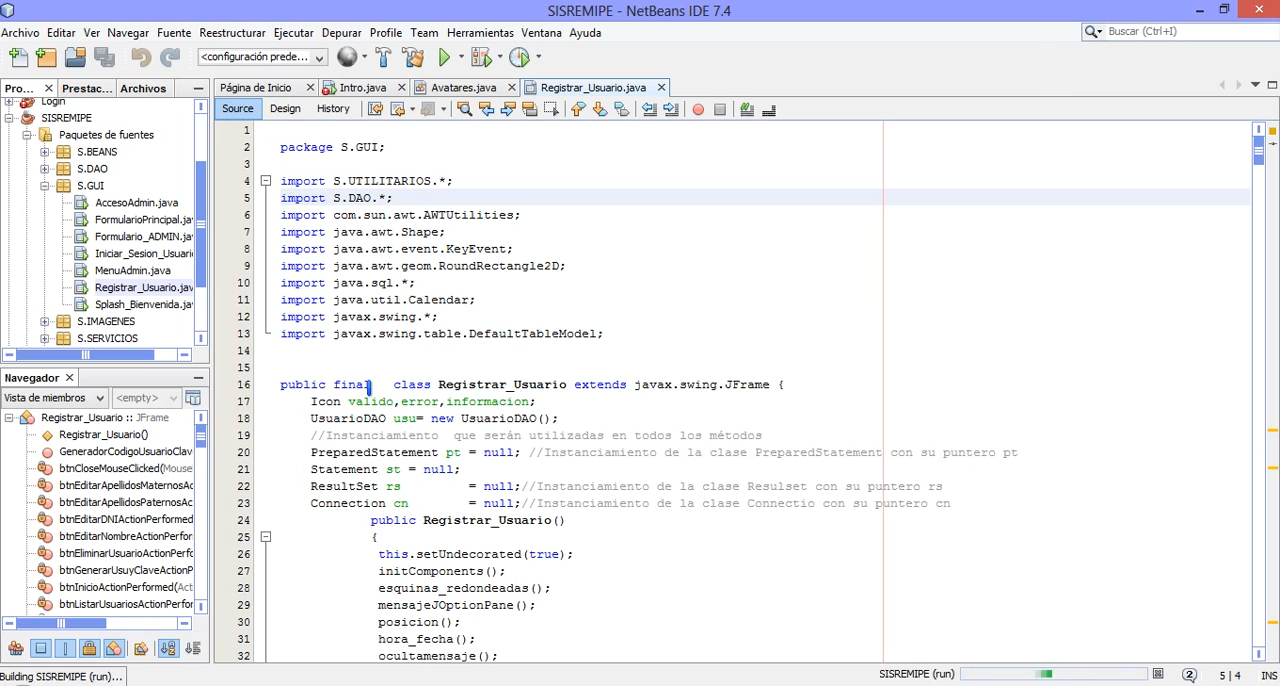 SISREMIPE - NetBeans IDE 7.4
Archivo Editar Ver Navegar Fuente Reestructurar Ejecutar Depurar Profile Team Herramientas Ventana Ayuda
Buscar (Ctrl+I)
<configuración prede...
Pro... Prestac... Archivos
Página de Inicio Intro.java Avatares.java Registrar_Usuario.java
Source Design History
Login
SISREMIPE
Paquetes de fuentes
S.BEANS
S.DAO
S.GUI
AccesoAdmin.java
FormularioPrincipal.jav
Formulario_ADMIN.jav
Iniciar_Sesion_Usuario
MenuAdmin.java
Registrar_Usuario.jav
Splash_Bienvenida.jav
S.IMAGENES
S.SERVICIOS
Navegador
Vista de miembros <empty>
Registrar_Usuario :: JFrame
Registrar_Usuario()
GeneradorCodigoUsuarioClav
btnCloseMouseClicked(Mouse
btnEditarApellidosMaternosAc
btnEditarApellidosPaternosAc
btnEditarDNIActionPerformed
btnEditarNombreActionPerfor
btnEliminarUsuarioActionPerf
btnGenerarUsuyClaveActionP
btnInicioActionPerformed(Act
btnListarUsuariosActionPerfor
1
2 package S.GUI;
3
4 import S.UTILITARIOS.*;
5 import S.DAO.*;
6 import com.sun.awt.AWTUtilities;
7 import java.awt.Shape;
8 import java.awt.event.KeyEvent;
9 import java.awt.geom.RoundRectangle2D;
10 import java.sql.*;
11 import java.util.Calendar;
12 import javax.swing.*;
13 import javax.swing.table.DefaultTableModel;
14
15
16 public final class Registrar_Usuario extends javax.swing.JFrame {
17 Icon valido,error,informacion;
18 UsuarioDAO usu= new UsuarioDAO();
19 //Instanciamiento que serán utilizadas en todos los métodos
20 PreparedStatement pt = null; //Instanciamiento de la clase PreparedStatement con su puntero pt
21 Statement st = null;
22 ResultSet rs = null;//Instanciamiento de la clase Resulset con su puntero rs
23 Connection cn = null;//Instanciamiento de la clase Connectio con su puntero cn
24 public Registrar_Usuario()
25 {
26 this.setUndecorated(true);
27 initComponents();
28 esquinas_redondeadas();
29 mensajeJOptionPane();
30 posicion();
31 hora_fecha();
32 ocultamensaje();
Building SISREMIPE (run)... SISREMIPE (run) 2 5 | 4 INS